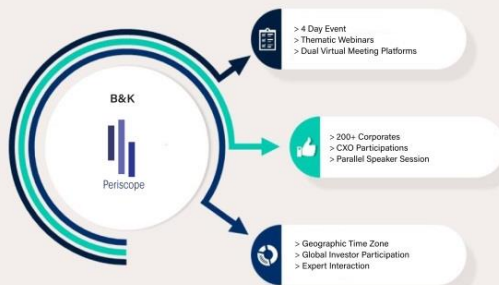 > 4 Day Event
> Thematic Webinars
> Dual Virtual Meeting Platforms
B&K
Periscope
> 200+ Corporates
> CXO Participations
> Parallel Speaker Session
> Geographic Time Zone
> Global Investor Participation
> Expert Interaction